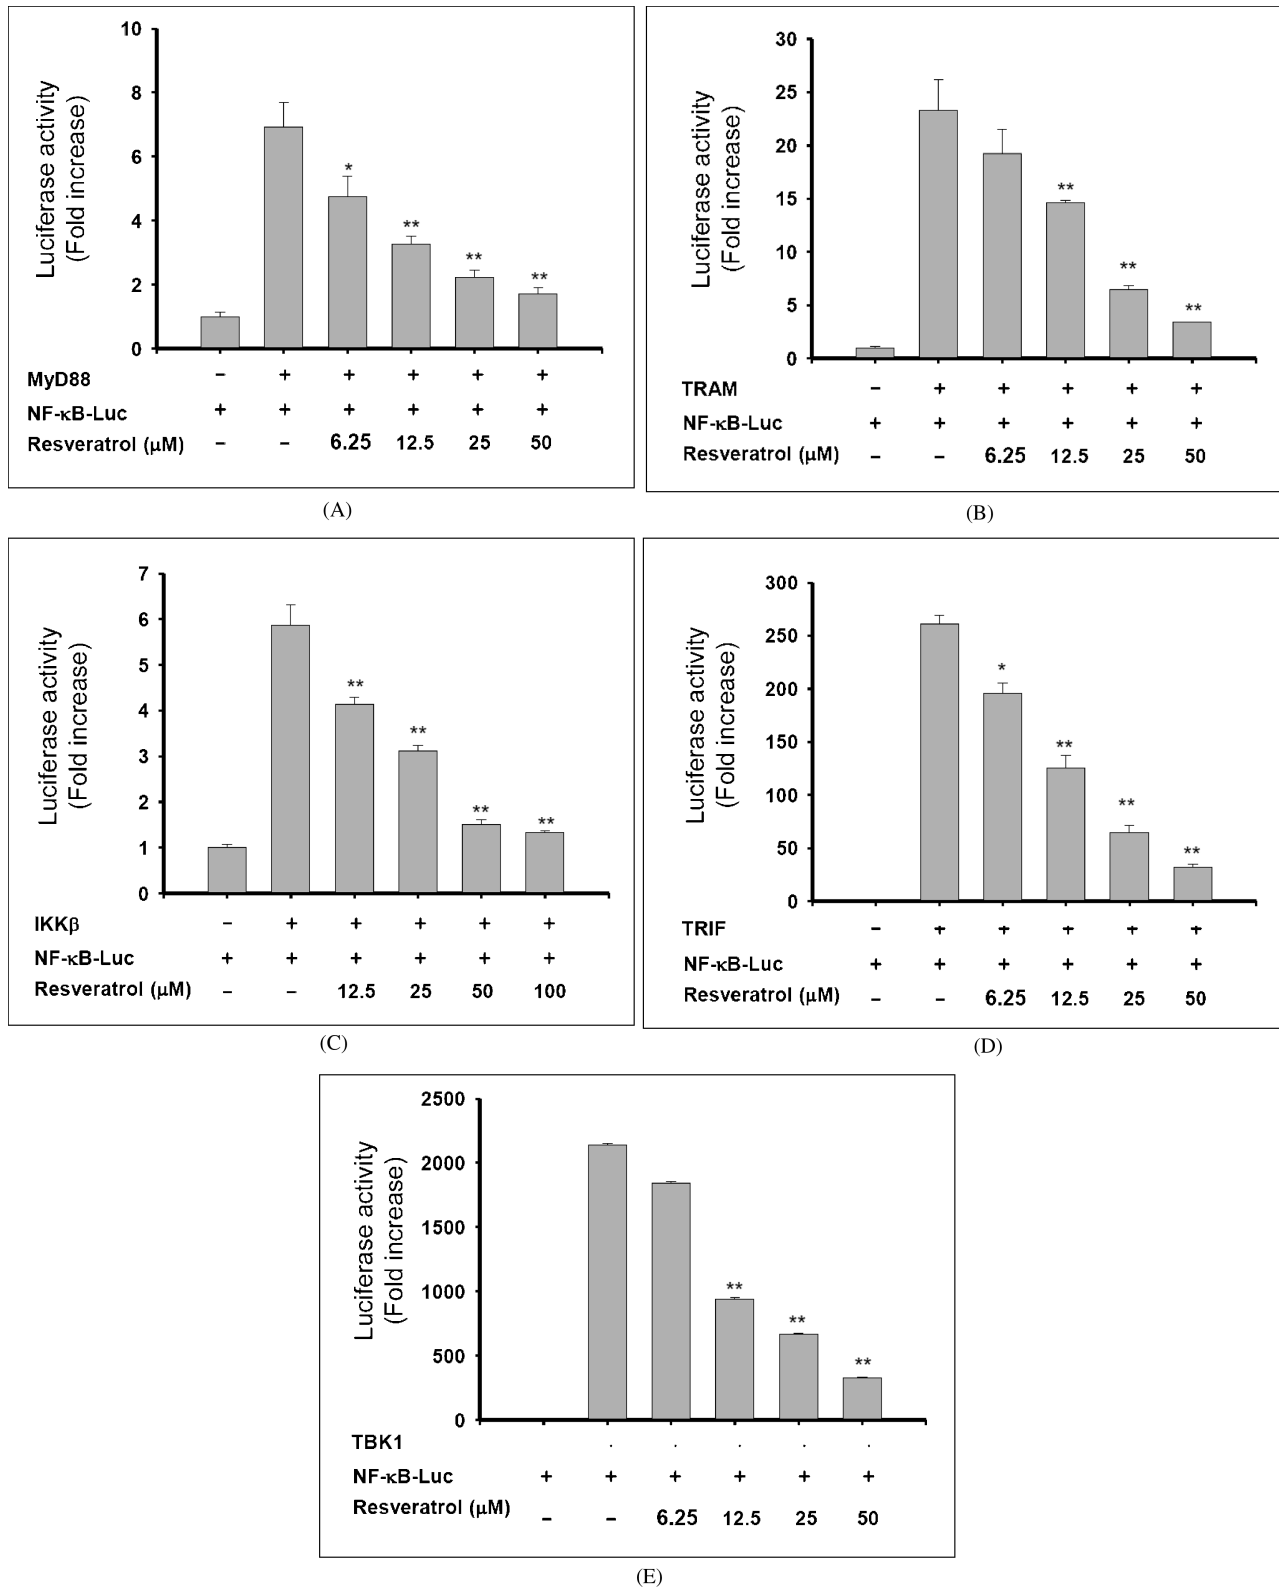 10
8
6
4
2
0
Luciferase activity
(Fold increase)
* ** ** **
MyD88 – + + + + +
NF-κB-Luc + + + + + +
Resveratrol (μM) – – 6.25 12.5 25 50
(A)
30
25
20
15
10
5
0
Luciferase activity
(Fold increase)
** ** **
TRAM – + + + + +
NF-κB-Luc + + + + + +
Resveratrol (μM) – – 6.25 12.5 25 50
(B)
7
6
5
4
3
2
1
0
Luciferase activity
(Fold increase)
** ** ** **
IKKβ – + + + + +
NF-κB-Luc + + + + + +
Resveratrol (μM) – – 12.5 25 50 100
(C)
300
250
200
150
100
50
0
Luciferase activity
(Fold increase)
* ** ** **
TRIF – + + + + +
NF-κB-Luc + + + + + +
Resveratrol (μM) – – 6.25 12.5 25 50
(D)
2500
2000
1500
1000
500
0
Luciferase activity
(Fold increase)
** ** **
TBK1 . . . . .
NF-κB-Luc + + + + + +
Resveratrol (μM) – – 6.25 12.5 25 50
(E)